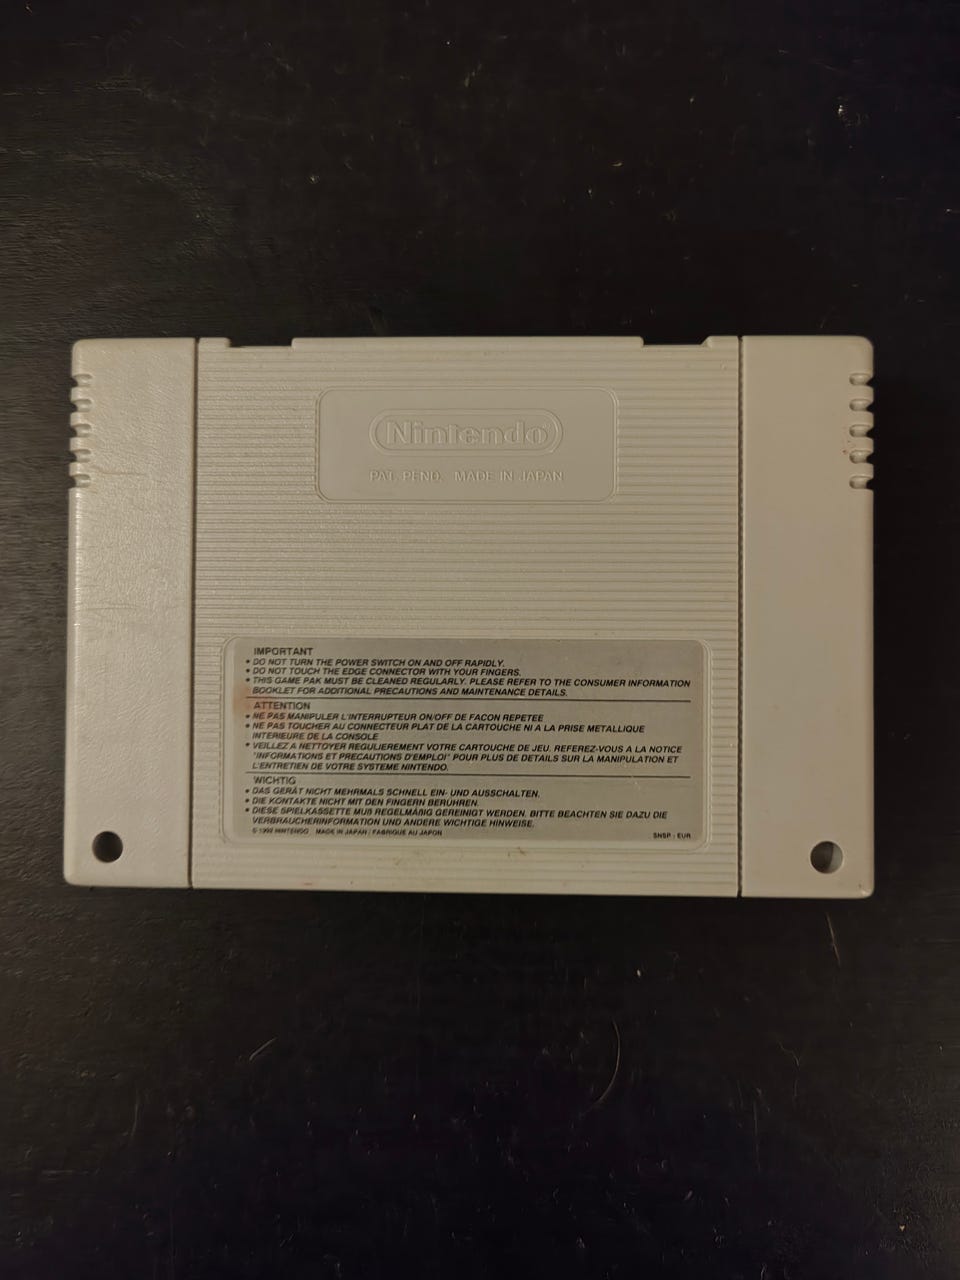 Nintendo®
PAT. PEND. MADE IN JAPAN
IMPORTANT
• DO NOT TURN THE POWER SWITCH ON AND OFF RAPIDLY.
• DO NOT TOUCH THE EDGE CONNECTOR WITH YOUR FINGERS.
• THIS GAME PAK MUST BE CLEANED REGULARLY. PLEASE REFER TO THE CONSUMER INFORMATION
BOOKLET FOR ADDITIONAL PRECAUTIONS AND MAINTENANCE DETAILS.
ATTENTION
• NE PAS MANIPULER L'INTERRUPTEUR ON/OFF DE FACON REPETEE
• NE PAS TOUCHER AU CONNECTEUR PLAT DE LA CARTOUCHE NI A LA PRISE METALLIQUE
INTERIEURE DE LA CONSOLE
• VEILLEZ A NETTOYER REGULIEREMENT VOTRE CARTOUCHE DE JEU. REFEREZ-VOUS A LA NOTICE
"INFORMATIONS ET PRECAUTIONS D'EMPLOI" POUR PLUS DE DETAILS SUR LA MANIPULATION ET
L'ENTRETIEN DE VOTRE SYSTEME NINTENDO.
WICHTIG
• DAS GERÄT NICHT MEHRMALS SCHNELL EIN- UND AUSSCHALTEN.
• DIE KONTAKTE NICHT MIT DEN FINGERN BERÜHREN.
• DIESE SPIELKASSETTE MUß REGELMÄßIG GEREINIGT WERDEN. BITTE BEACHTEN SIE DAZU DIE
VERBRAUCHERINFORMATION UND ANDERE WICHTIGE HINWEISE.
© 1992 NINTENDO MADE IN JAPAN / FABRIQUE AU JAPON SNSP - EUR